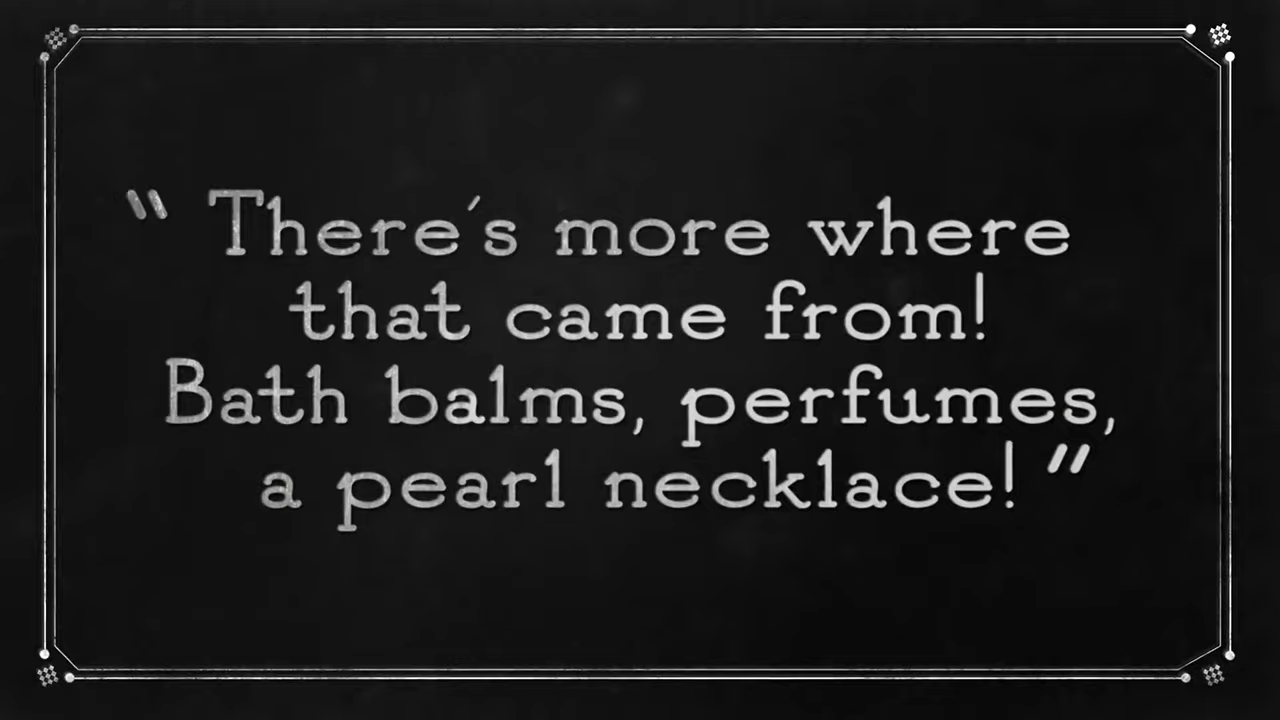 “ There's more where
that came from!
Bath balms, perfumes,
a pearl necklace! ”